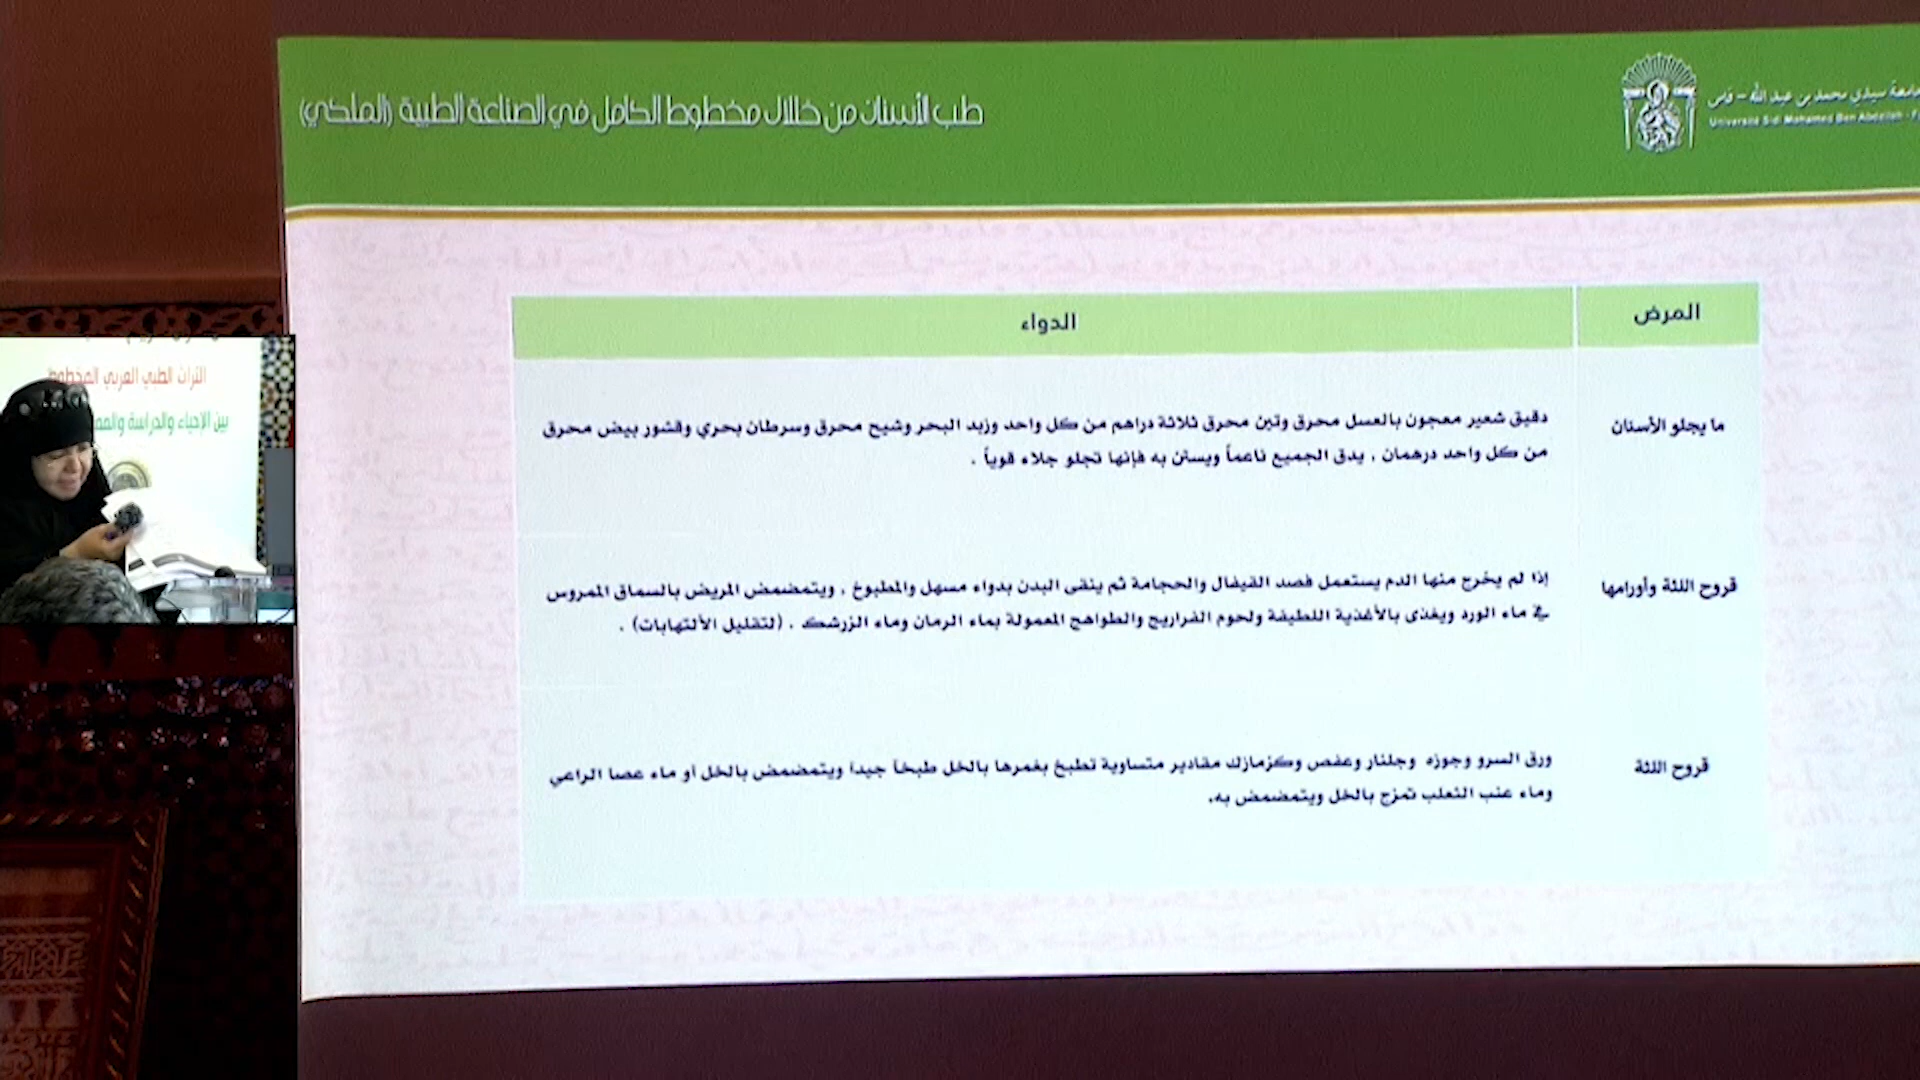 طب الأسنان من خلال مخطوط الكامل في الصناعة الطبية (الملكي)
جامعة سيدي محمد بن عبد الله - فاس
Université Sidi Mohamed Ben Abdellah - F
المرض
الدواء
ما يجلو الأسنان
دقيق شعير معجون بالعسل محرق وتين محرق ثلاثة دراهم من كل واحد وزبد البحر وشيح محرق وسرطان بحري وقشور بيض محرق
من كل واحد درهمان , يدق الجميع ناعماً ويستن به فإنها تجلو جلاء قوياً .
قروح اللثة وأورامها
إذا لم يخرج منها الدم يستعمل فصد القيفال والحجامة ثم ينقى البدن بدواء مسهل والمطبوخ , ويتمضمض المريض بالسماق الممروس
في ماء الورد ويغذى بالأغذية اللطيفة ولحوم الفراريج والطواهج المعمولة بماء الرمان وماء الزرشك . (لتقليل الألتهابات) .
قروح اللثة
ورق السرو وجوزه وجلنار وعفص وكزمازك مقادير متساوية تطبخ بغمرها بالخل طبخاً جيداً ويتمضمض بالخل أو ماء عصا الراعي
وماء عنب الثعلب تمزج بالخل ويتمضمض به.
التراث الطبي العربي المخطوط
بين الإحياء والدراسة